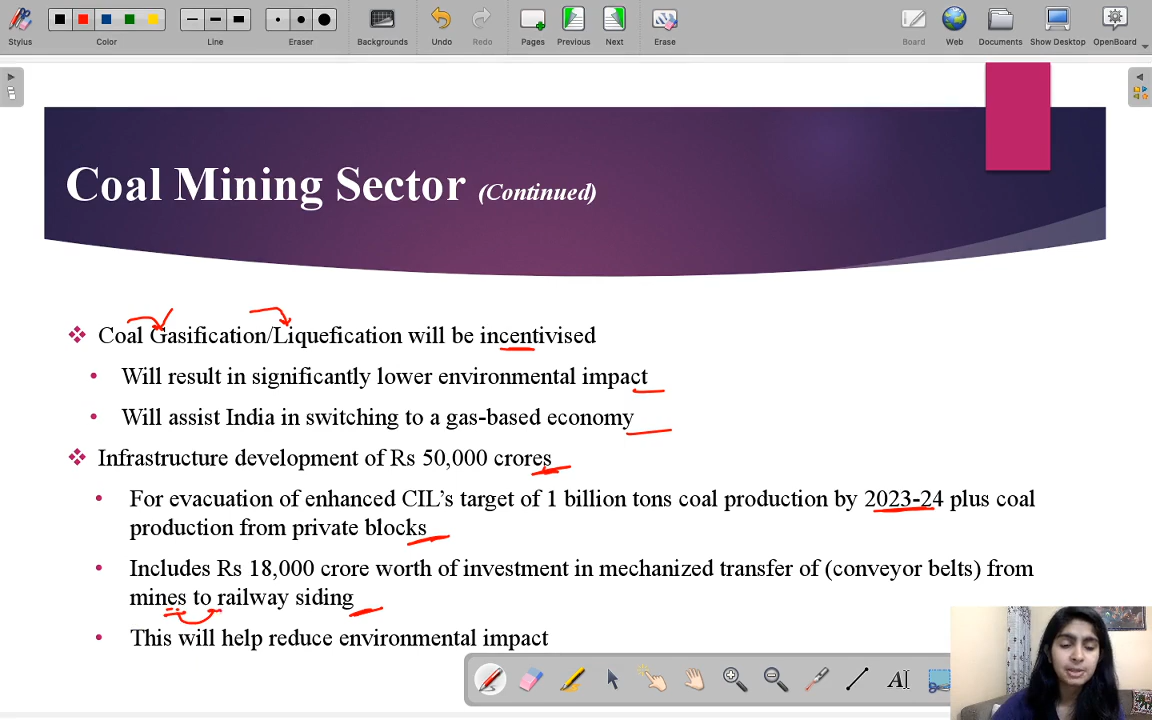 Stylus Color Line Eraser Backgrounds Undo Redo Pages Previous Next Erase Board Web Documents Show Desktop OpenBoard
Coal Mining Sector (Continued)
Coal Gasification/Liquefication will be incentivised
Will result in significantly lower environmental impact
Will assist India in switching to a gas-based economy
Infrastructure development of Rs 50,000 crores
For evacuation of enhanced CIL’s target of 1 billion tons coal production by 2023-24 plus coal
production from private blocks
Includes Rs 18,000 crore worth of investment in mechanized transfer of (conveyor belts) from
mines to railway siding
This will help reduce environmental impact
AI